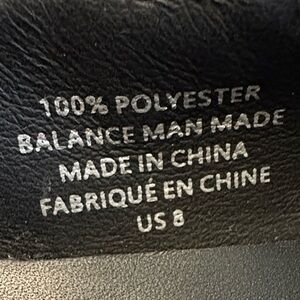 100% POLYESTER
BALANCE MAN MADE
MADE IN CHINA
FABRIQUÉ EN CHINE
US 8